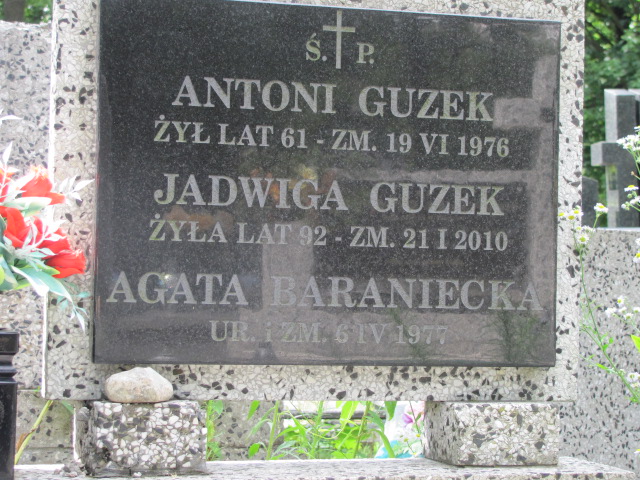 Ś. P.
ANTONI GUZEK
ŻYŁ LAT 61 - ZM. 19 VI 1976
JADWIGA GUZEK
ŻYŁA LAT 92 - ZM. 21 I 2010
AGATA BARANIECKA
UR. i ZM. 6 IV 1977